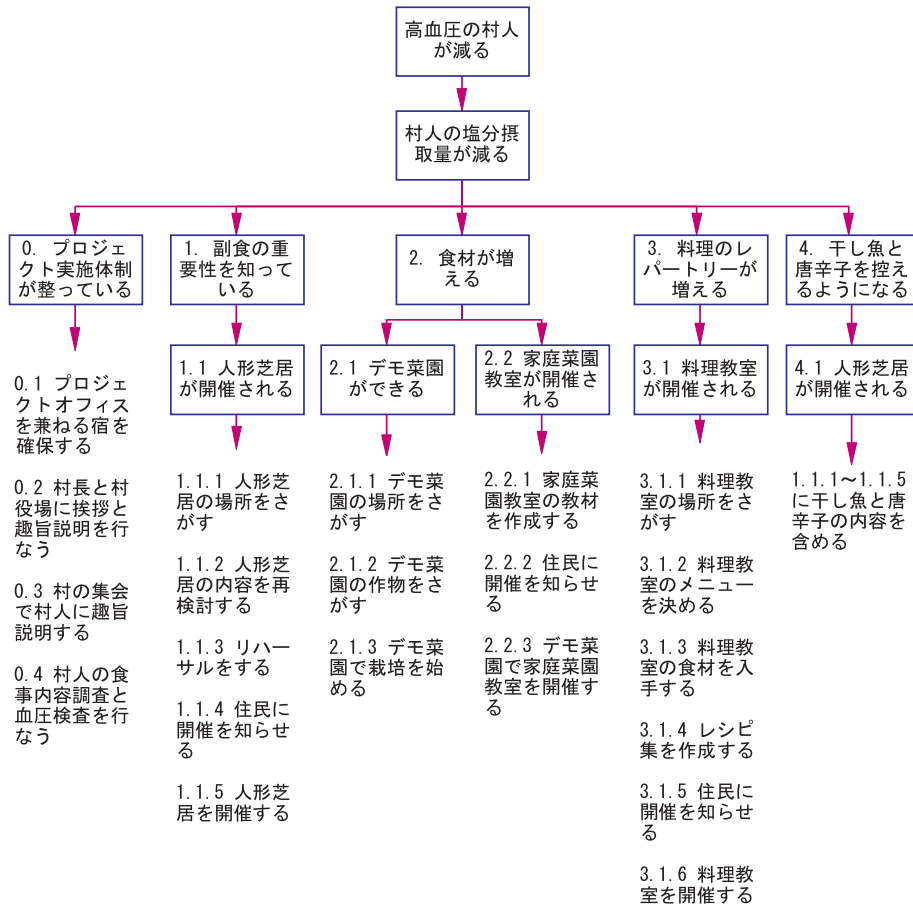 高血圧の村人
が減る
村人の塩分摂
取量が減る
0. プロジェ
クト実施体制
が整っている
1. 副食の重
要性を知って
いる
2. 食材が増
える
3. 料理のレ
パートリーが
増える
4. 干し魚と
唐辛子を控え
るようになる
1.1 人形芝居
が開催される
2.1 デモ菜園
ができる
2.2 家庭菜園
教室が開催さ
れる
3.1 料理教室
が開催される
4.1 人形芝居
が開催される
0.1 プロジェ
クトオフィス
を兼ねる宿を
確保する
0.2 村長と村
役場に挨拶と
趣旨説明を行
なう
0.3 村の集会
で村人に趣旨
説明する
0.4 村人の食
事内容調査と
血圧検査を行
なう
1.1.1 人形芝
居の場所をさ
がす
1.1.2 人形芝
居の内容を再
検討する
1.1.3 リハー
サルをする
1.1.4 住民に
開催を知らせ
る
1.1.5 人形芝
居を開催する
2.1.1 デモ菜
園の場所をさ
がす
2.1.2 デモ菜
園の作物をさ
がす
2.1.3 デモ菜
園で栽培を始
める
2.2.1 家庭菜
園教室の教材
を作成する
2.2.2 住民に
開催を知らせ
る
2.2.3 デモ菜
園で家庭菜園
教室を開催す
る
3.1.1 料理教
室の場所をさ
がす
3.1.2 料理教
室のメニュー
を決める
3.1.3 料理教
室の食材を入
手する
3.1.4 レシピ
集を作成する
3.1.5 住民に
開催を知らせ
る
3.1.6 料理教
室を開催する
1.1.1～1.1.5
に干し魚と唐
辛子の内容を
含める